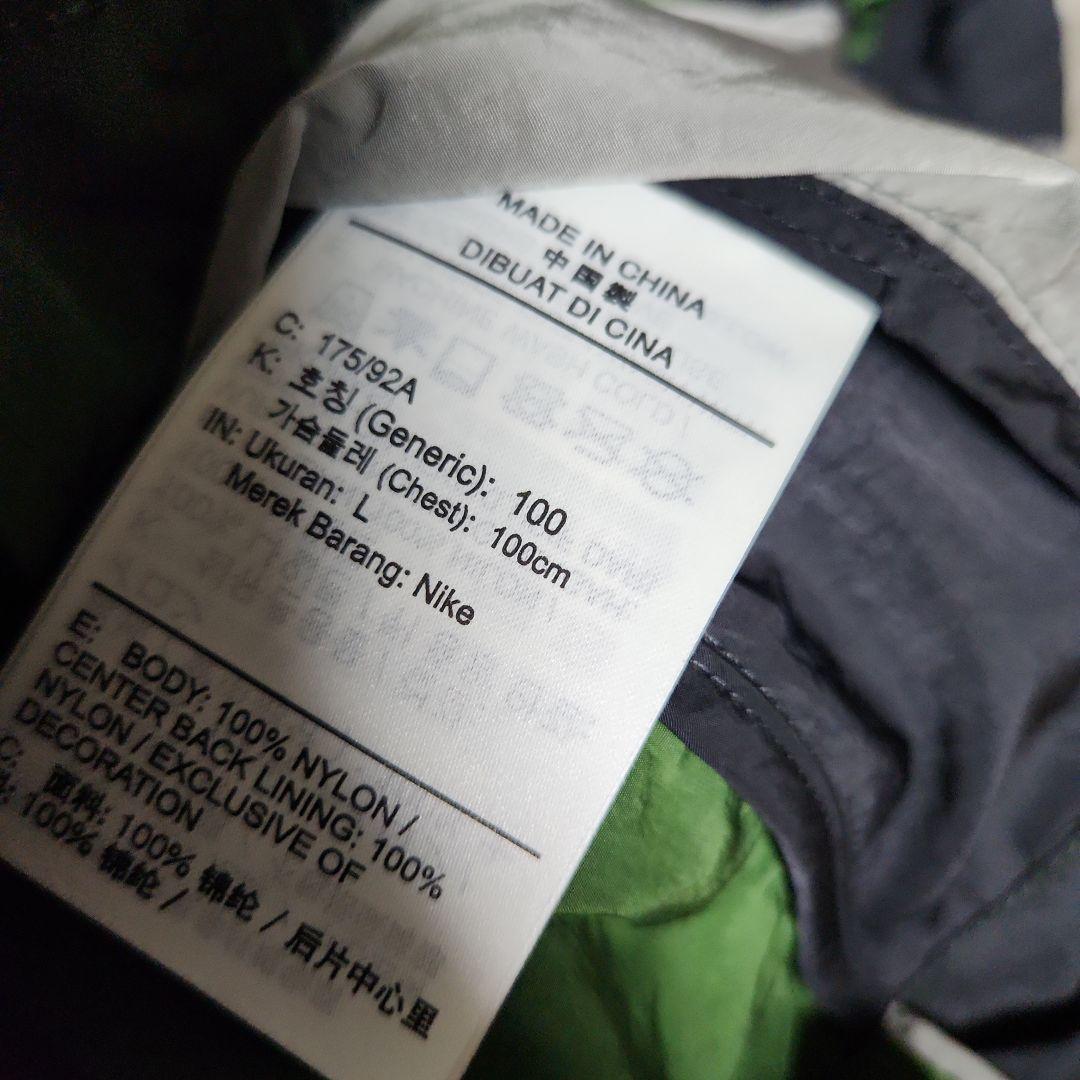 MADE IN CHINA
中国製
DIBUAT DI CINA
C: 175/92A
K: 호칭 (Generic): 100
가슴둘레 (Chest): 100cm
IN: Ukuran: L
Merek Barang: Nike
E: BODY: 100% NYLON /
CENTER BACK LINING: 100%
NYLON / EXCLUSIVE OF
DECORATION
C: 面料: 100% 锦纶 / 后片中心里
料: 100% 锦纶 /